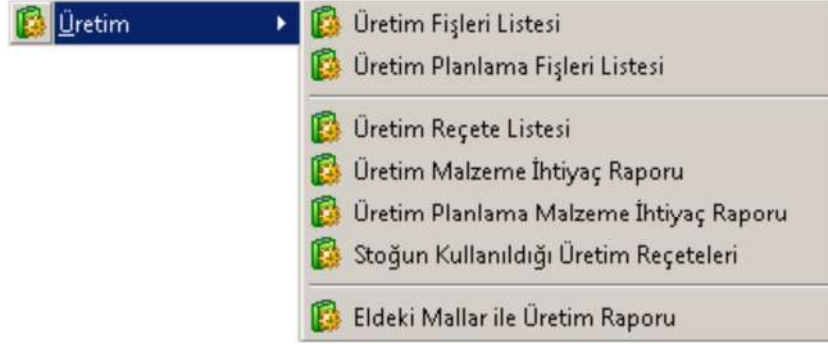 Üretim
Üretim Fişleri Listesi
Üretim Planlama Fişleri Listesi
Üretim Reçete Listesi
Üretim Malzeme İhtiyaç Raporu
Üretim Planlama Malzeme İhtiyaç Raporu
Stoğun Kullanıldığı Üretim Reçeteleri
Eldeki Mallar ile Üretim Raporu